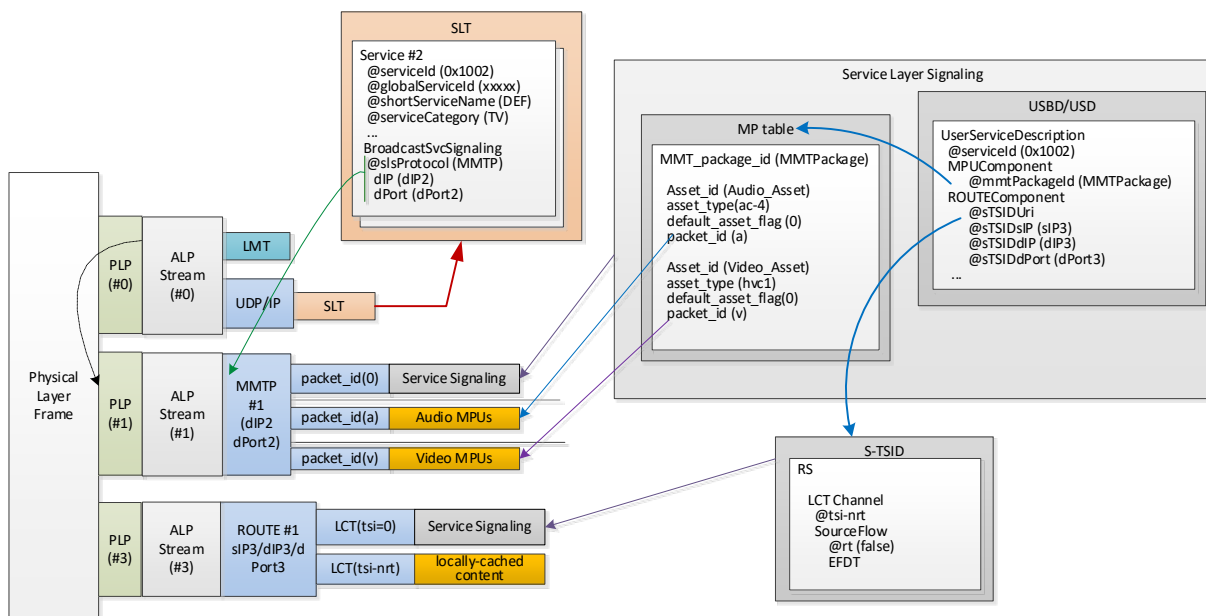 SLT
Service #2
@serviceId (0x1002)
@globalServiceId (xxxxx)
@shortServiceName (DEF)
@serviceCategory (TV)
...
BroadcastSvcSignaling
@slsProtocol (MMTP)
dIP (dIP2)
dPort (dPort2)
Service Layer Signaling
MP table
MMT_package_id (MMTPackage)
Asset_id (Audio_Asset)
asset_type(ac-4)
default_asset_flag (0)
packet_id (a)
Asset_id (Video_Asset)
asset_type (hvc1)
default_asset_flag(0)
packet_id (v)
USBD/USD
UserServiceDescription
@serviceId (0x1002)
MPUComponent
@mmtPackageId (MMTPackage)
ROUTEComponent
@sTSIDUri
@sTSIDsIP (sIP3)
@sTSIDdIP (dIP3)
@sTSIDdPort (dPort3)
...
Physical
Layer
Frame
PLP
(#0)
ALP
Stream
(#0)
LMT
UDP/IP
SLT
PLP
(#1)
ALP
Stream
(#1)
MMTP
#1
(dIP2
dPort2)
packet_id(0)
Service Signaling
packet_id(a)
Audio MPUs
packet_id(v)
Video MPUs
PLP
(#3)
ALP
Stream
(#3)
ROUTE #1
sIP3/dIP3/d
Port3
LCT(tsi=0)
Service Signaling
LCT(tsi-nrt)
locally-cached
content
S-TSID
RS
LCT Channel
@tsi-nrt
SourceFlow
@rt (false)
EFDT